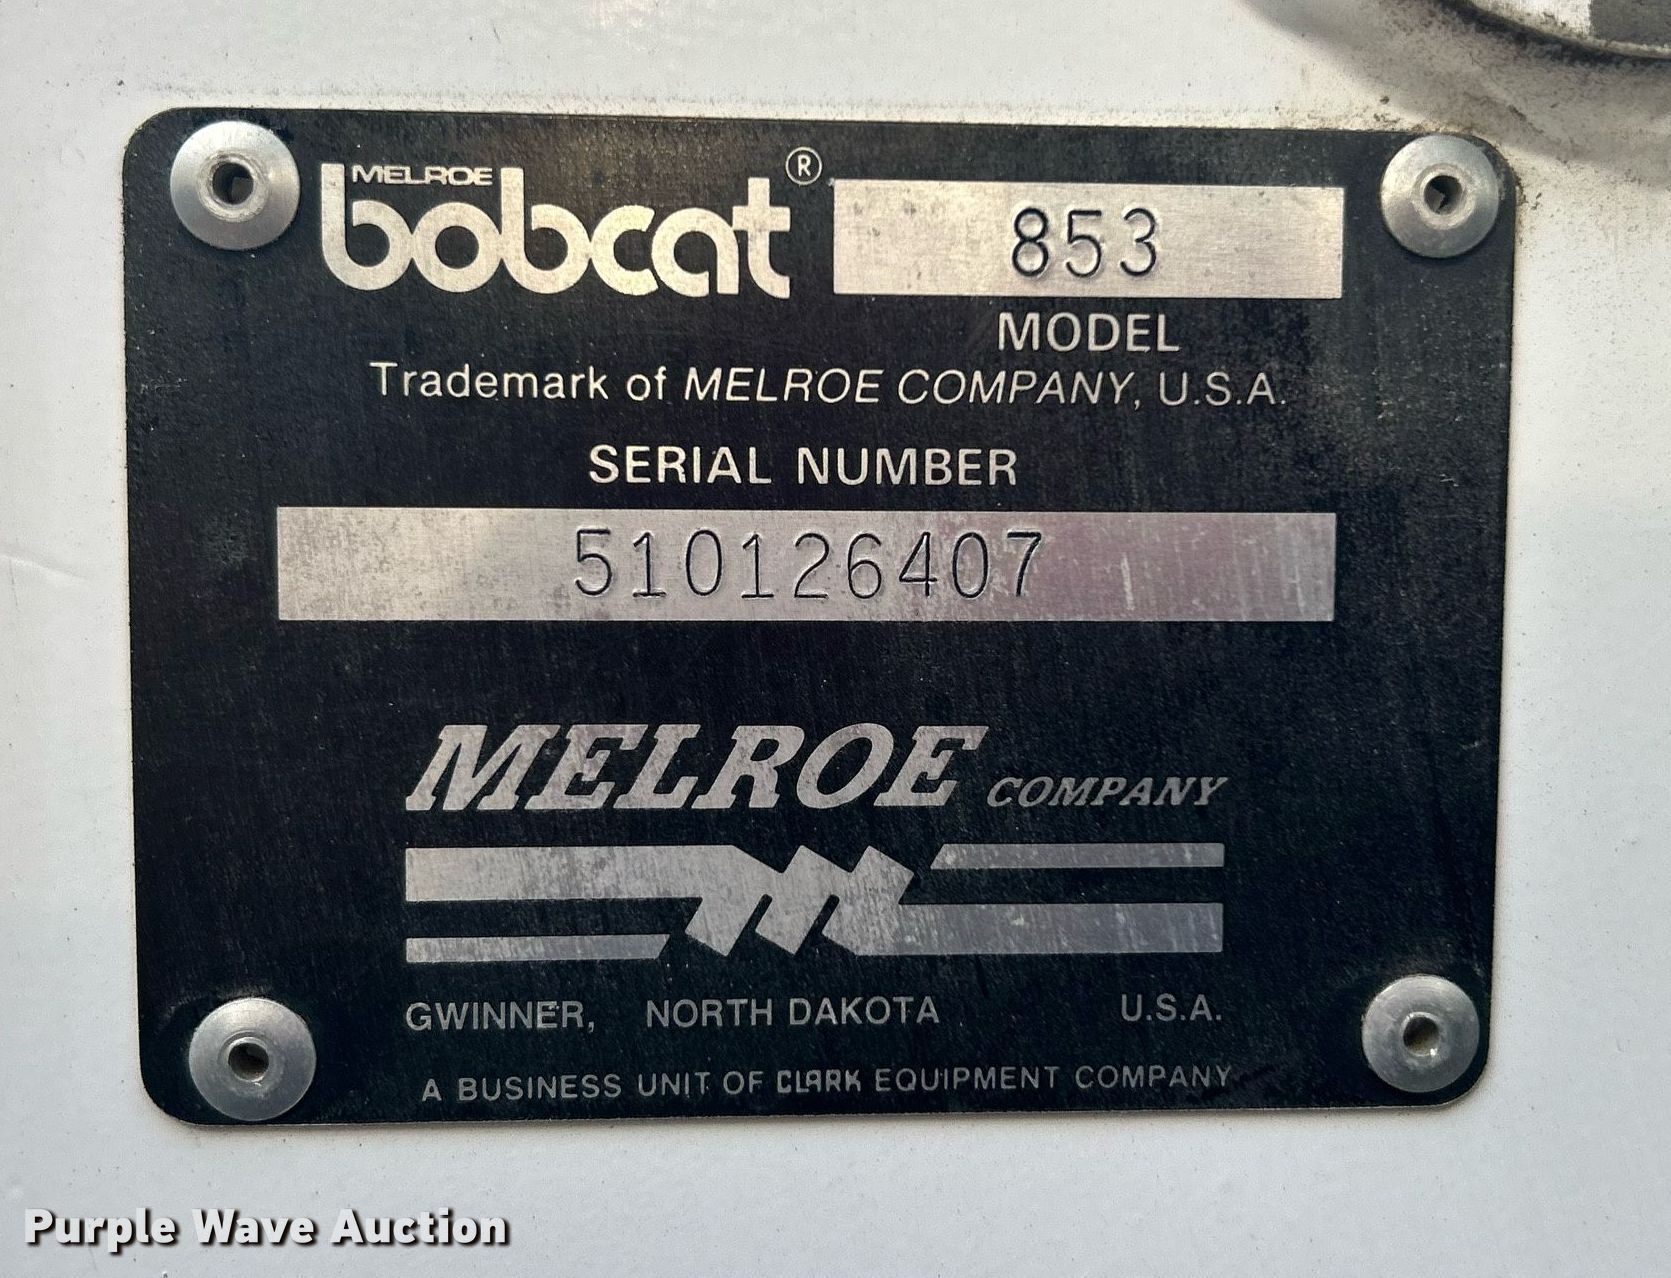 MELROE
bobcat® 853
MODEL
Trademark of MELROE COMPANY, U.S.A.
SERIAL NUMBER
510126407
MELROE COMPANY
GWINNER, NORTH DAKOTA U.S.A.
A BUSINESS UNIT OF CLARK EQUIPMENT COMPANY
Purple Wave Auction